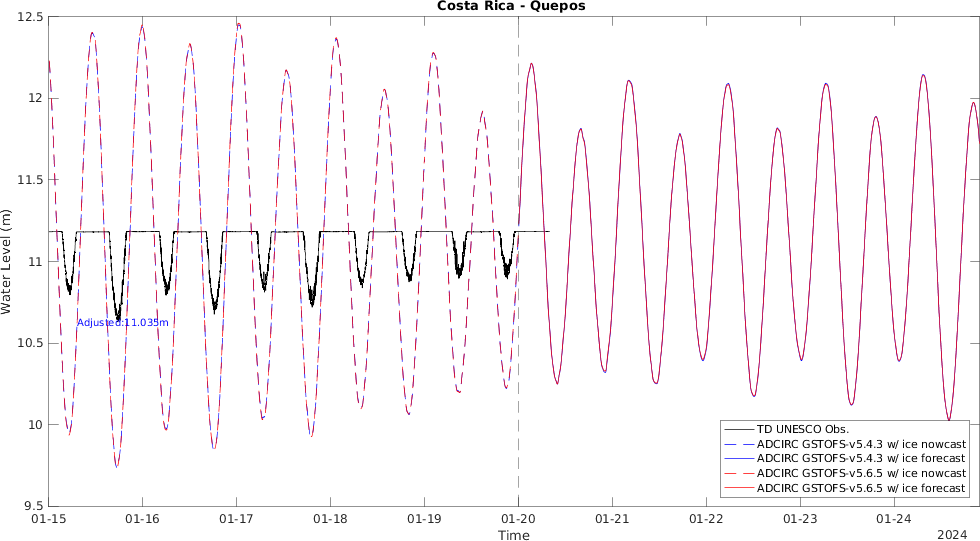 Costa Rica - Quepos
12.5
12
11.5
11
10.5
10
9.5
Water Level (m)
Adjusted:11.035m
TD UNESCO Obs.
ADCIRC GSTOFS-v5.4.3 w/ ice nowcast
ADCIRC GSTOFS-v5.4.3 w/ ice forecast
ADCIRC GSTOFS-v5.6.5 w/ ice nowcast
ADCIRC GSTOFS-v5.6.5 w/ ice forecast
01-15 01-16 01-17 01-18 01-19 01-20 01-21 01-22 01-23 01-24
Time
2024